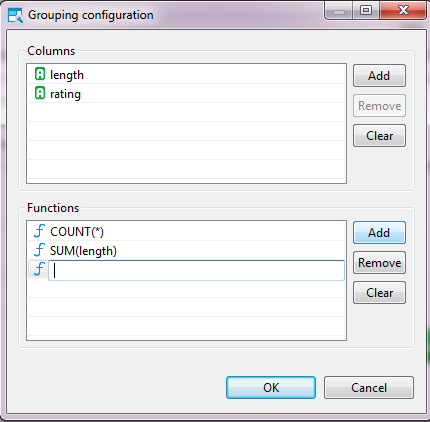 Grouping configuration
Columns
length
rating
Add
Remove
Clear
Functions
COUNT(*)
SUM(length)
Add
Remove
Clear
OK
Cancel